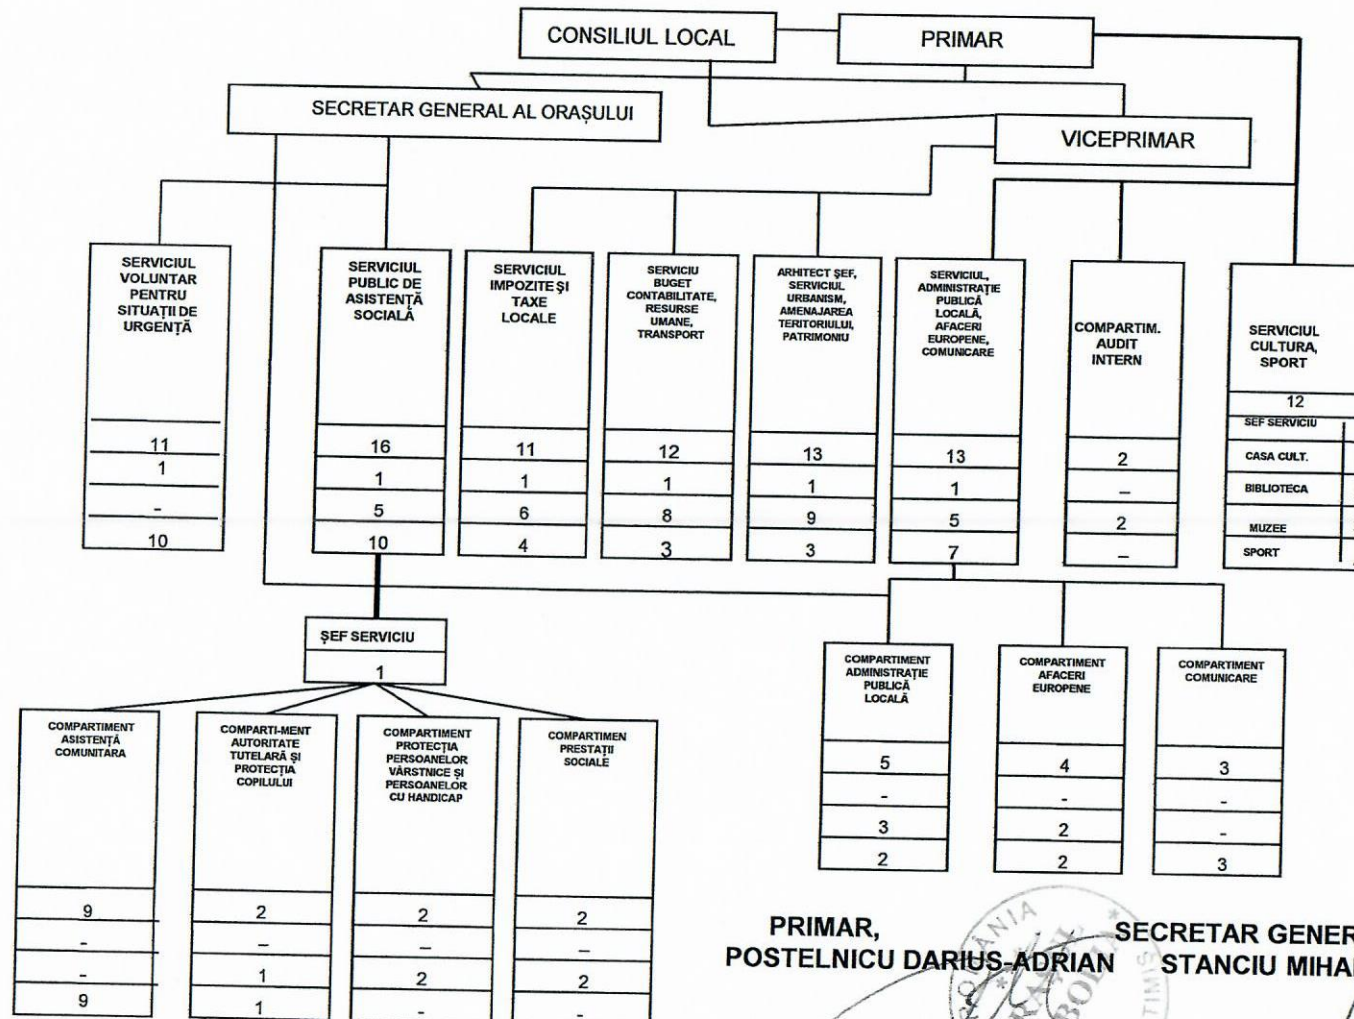 CONSILIUL LOCAL
PRIMAR
SECRETAR GENERAL AL ORAȘULUI
VICEPRIMAR
SERVICIUL
VOLUNTAR
PENTRU
SITUAȚII DE
URGENȚĂ
11
1
-
10
SERVICIUL
PUBLIC DE
ASISTENȚĂ
SOCIALĂ
16
1
5
10
SERVICIUL
IMPOZITE ȘI
TAXE
LOCALE
11
1
6
4
SERVICIU
BUGET
CONTABILITATE,
RESURSE
UMANE,
TRANSPORT
12
1
8
3
ARHITECT ŞEF,
SERVICIUL
URBANISM,
AMENAJAREA
TERITORIULUI,
PATRIMONIU
13
1
9
3
SERVICIUL,
ADMINISTRAȚIE
PUBLICĂ
LOCALĂ,
AFACERI
EUROPENE,
COMUNICARE
13
1
5
7
COMPARTIM.
AUDIT
INTERN
2
–
2
–
SERVICIUL
CULTURA,
SPORT
12
SEF SERVICIU
CASA CULT.
BIBLIOTECA
MUZEE
SPORT
ȘEF SERVICIU
1
COMPARTIMENT
ASISTENȚĂ
COMUNITARA
9
-
-
9
COMPARTI-MENT
AUTORITATE
TUTELARĂ ȘI
PROTECȚIA
COPILULUI
2
–
1
1
COMPARTIMENT
PROTECȚIA
PERSOANELOR
VÂRSTNICE ȘI
PERSOANELOR
CU HANDICAP
2
–
2
-
COMPARTIMEN
PRESTAȚII
SOCIALE
2
–
2
-
COMPARTIMENT
ADMINISTRAȚIE
PUBLICĂ
LOCALĂ
5
-
3
2
COMPARTIMENT
AFACERI
EUROPENE
4
-
2
2
COMPARTIMENT
COMUNICARE
3
-
-
3
PRIMAR,
POSTELNICU DARIUS-ADRIAN
SECRETAR GENER
STANCIU MIHA
ROMÂNIA
TIMIȘ